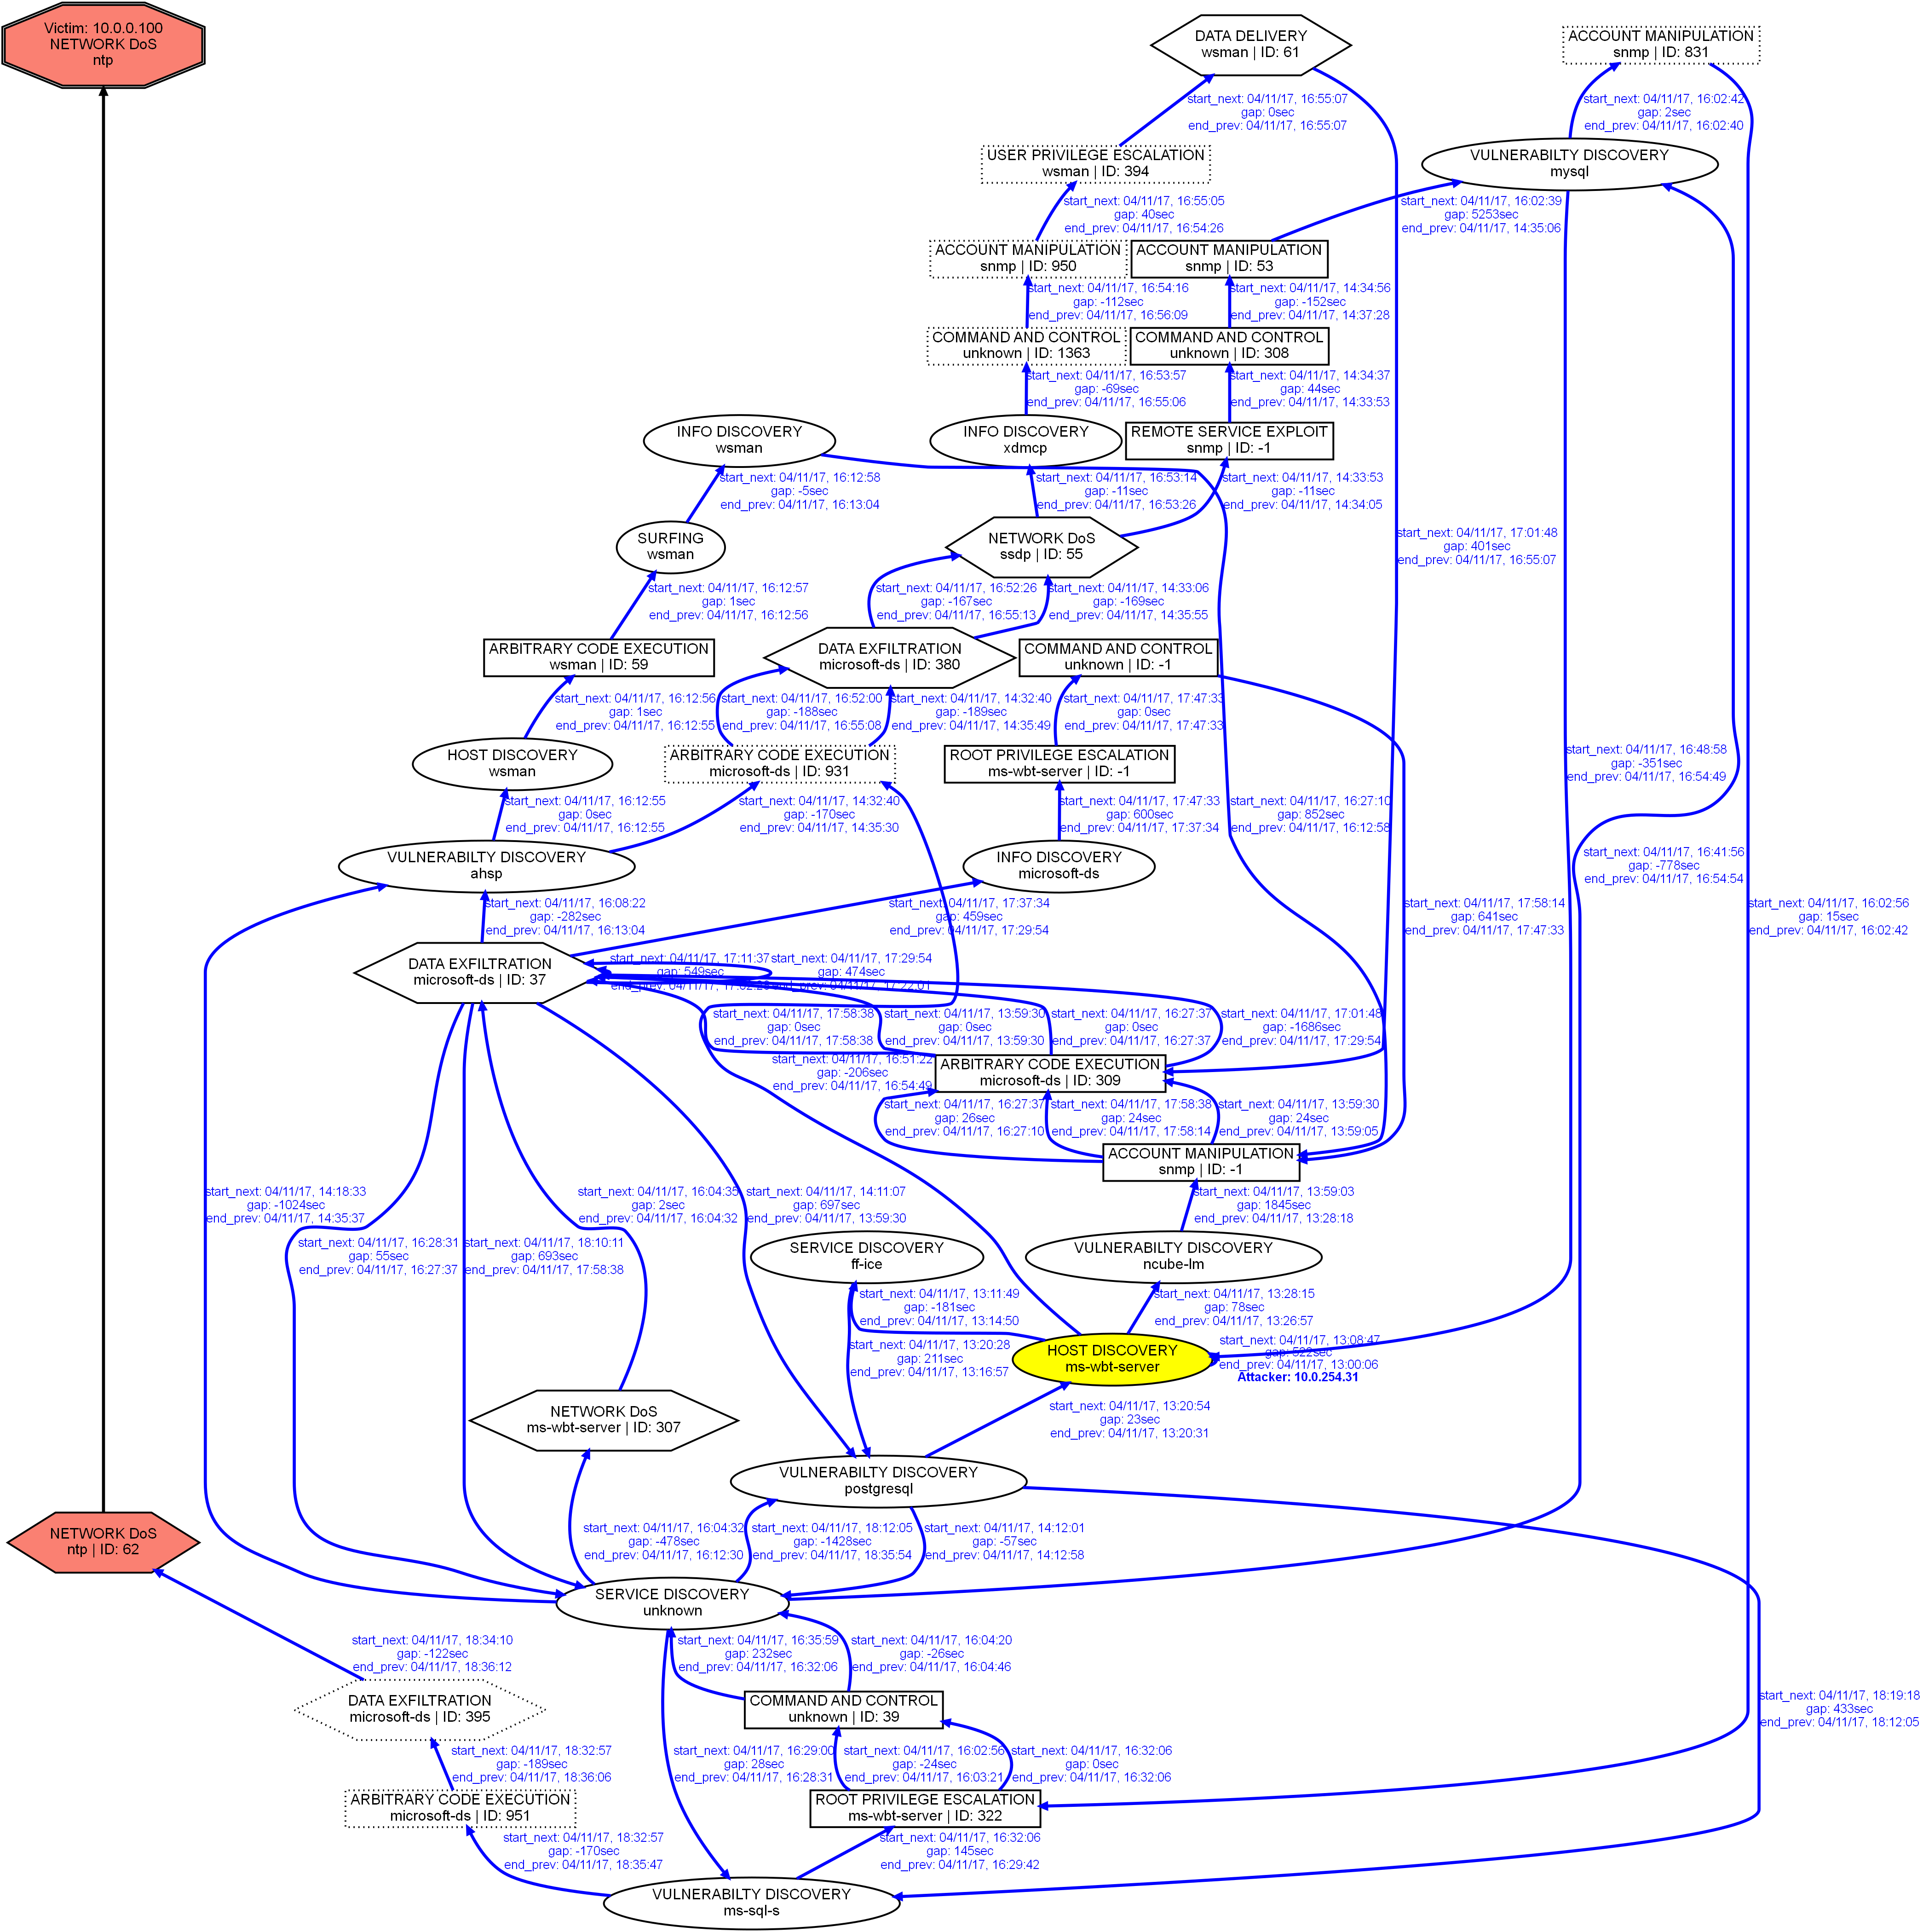 Victim: 10.0.0.100
NETWORK DoS
ntp
DATA DELIVERY
wsman | ID: 61
ACCOUNT MANIPULATION
snmp | ID: 831
start_next: 04/11/17, 16:55:07
gap: 0sec
end_prev: 04/11/17, 16:55:07
start_next: 04/11/17, 16:02:42
gap: 2sec
end_prev: 04/11/17, 16:02:40
USER PRIVILEGE ESCALATION
wsman | ID: 394
VULNERABILTY DISCOVERY
mysql
start_next: 04/11/17, 16:55:05
gap: 40sec
end_prev: 04/11/17, 16:54:26
start_next: 04/11/17, 16:02:39
gap: 5253sec
end_prev: 04/11/17, 14:35:06
ACCOUNT MANIPULATION
snmp | ID: 950
ACCOUNT MANIPULATION
snmp | ID: 53
start_next: 04/11/17, 16:54:16
gap: -112sec
end_prev: 04/11/17, 16:56:09
start_next: 04/11/17, 14:34:56
gap: -152sec
end_prev: 04/11/17, 14:37:28
COMMAND AND CONTROL
unknown | ID: 1363
COMMAND AND CONTROL
unknown | ID: 308
start_next: 04/11/17, 16:53:57
gap: -69sec
end_prev: 04/11/17, 16:55:06
start_next: 04/11/17, 14:34:37
gap: 44sec
end_prev: 04/11/17, 14:33:53
INFO DISCOVERY
wsman
INFO DISCOVERY
xdmcp
REMOTE SERVICE EXPLOIT
snmp | ID: -1
start_next: 04/11/17, 16:12:58
gap: -5sec
end_prev: 04/11/17, 16:13:04
start_next: 04/11/17, 16:53:14
gap: -11sec
end_prev: 04/11/17, 16:53:26
start_next: 04/11/17, 14:33:53
gap: -11sec
end_prev: 04/11/17, 14:34:05
SURFING
wsman
NETWORK DoS
ssdp | ID: 55
start_next: 04/11/17, 17:01:48
gap: 401sec
end_prev: 04/11/17, 16:55:07
start_next: 04/11/17, 16:12:57
gap: 1sec
end_prev: 04/11/17, 16:12:56
start_next: 04/11/17, 16:52:26
gap: -167sec
end_prev: 04/11/17, 16:55:13
start_next: 04/11/17, 14:33:06
gap: -169sec
end_prev: 04/11/17, 14:35:55
ARBITRARY CODE EXECUTION
wsman | ID: 59
DATA EXFILTRATION
microsoft-ds | ID: 380
COMMAND AND CONTROL
unknown | ID: -1
start_next: 04/11/17, 16:12:56
gap: 1sec
end_prev: 04/11/17, 16:12:55
start_next: 04/11/17, 16:52:00
gap: -188sec
end_prev: 04/11/17, 16:55:08
start_next: 04/11/17, 14:32:40
gap: -189sec
end_prev: 04/11/17, 14:35:49
start_next: 04/11/17, 17:47:33
gap: 0sec
end_prev: 04/11/17, 17:47:33
HOST DISCOVERY
wsman
ARBITRARY CODE EXECUTION
microsoft-ds | ID: 931
ROOT PRIVILEGE ESCALATION
ms-wbt-server | ID: -1
start_next: 04/11/17, 16:48:58
gap: -351sec
end_prev: 04/11/17, 16:54:49
start_next: 04/11/17, 16:12:55
gap: 0sec
end_prev: 04/11/17, 16:12:55
start_next: 04/11/17, 14:32:40
gap: -170sec
end_prev: 04/11/17, 14:35:30
start_next: 04/11/17, 17:47:33
gap: 600sec
end_prev: 04/11/17, 17:37:34
start_next: 04/11/17, 16:27:10
gap: 852sec
end_prev: 04/11/17, 16:12:58
VULNERABILTY DISCOVERY
ahsp
INFO DISCOVERY
microsoft-ds
start_next: 04/11/17, 16:41:56
gap: -778sec
end_prev: 04/11/17, 16:54:54
start_next: 04/11/17, 16:08:22
gap: -282sec
end_prev: 04/11/17, 16:13:04
start_next: 04/11/17, 17:37:34
gap: 459sec
end_prev: 04/11/17, 17:29:54
start_next: 04/11/17, 17:58:14
gap: 641sec
end_prev: 04/11/17, 17:47:33
start_next: 04/11/17, 16:02:56
gap: 15sec
end_prev: 04/11/17, 16:02:42
DATA EXFILTRATION
microsoft-ds | ID: 37
start_next: 04/11/17, 17:11:37
gap: 549sec
end_prev: 04/11/17,
start_next: 04/11/17, 17:29:54
gap: 474sec
end_prev: 04/11/17, 17:22:01
start_next: 04/11/17, 17:58:38
gap: 0sec
end_prev: 04/11/17, 17:58:38
start_next: 04/11/17, 13:59:30
gap: 0sec
end_prev: 04/11/17, 13:59:30
start_next: 04/11/17, 16:27:37
gap: 0sec
end_prev: 04/11/17, 16:27:37
start_next: 04/11/17, 17:01:48
gap: -1686sec
end_prev: 04/11/17, 17:29:54
start_next: 04/11/17, 16:51:22
gap: -206sec
end_prev: 04/11/17, 16:54:49
ARBITRARY CODE EXECUTION
microsoft-ds | ID: 309
start_next: 04/11/17, 16:27:37
gap: 26sec
end_prev: 04/11/17, 16:27:10
start_next: 04/11/17, 17:58:38
gap: 24sec
end_prev: 04/11/17, 17:58:14
start_next: 04/11/17, 13:59:30
gap: 24sec
end_prev: 04/11/17, 13:59:05
ACCOUNT MANIPULATION
snmp | ID: -1
start_next: 04/11/17, 14:18:33
gap: -1024sec
end_prev: 04/11/17, 14:35:37
start_next: 04/11/17, 16:04:35
gap: 2sec
end_prev: 04/11/17, 16:04:32
start_next: 04/11/17, 14:11:07
gap: 697sec
end_prev: 04/11/17, 13:59:30
start_next: 04/11/17, 13:59:03
gap: 1845sec
end_prev: 04/11/17, 13:28:18
start_next: 04/11/17, 16:28:31
gap: 55sec
end_prev: 04/11/17, 16:27:37
start_next: 04/11/17, 18:10:11
gap: 693sec
end_prev: 04/11/17, 17:58:38
SERVICE DISCOVERY
ff-ice
VULNERABILTY DISCOVERY
ncube-lm
start_next: 04/11/17, 13:11:49
gap: -181sec
end_prev: 04/11/17, 13:14:50
start_next: 04/11/17, 13:28:15
gap: 78sec
end_prev: 04/11/17, 13:26:57
start_next: 04/11/17, 13:20:28
gap: 211sec
end_prev: 04/11/17, 13:16:57
HOST DISCOVERY
ms-wbt-server
start_next: 04/11/17, 13:08:47
gap: 522sec
end_prev: 04/11/17, 13:00:06
Attacker: 10.0.254.31
NETWORK DoS
ms-wbt-server | ID: 307
start_next: 04/11/17, 13:20:54
gap: 23sec
end_prev: 04/11/17, 13:20:31
VULNERABILTY DISCOVERY
postgresql
NETWORK DoS
ntp | ID: 62
start_next: 04/11/17, 16:04:32
gap: -478sec
end_prev: 04/11/17, 16:12:30
start_next: 04/11/17, 18:12:05
gap: -1428sec
end_prev: 04/11/17, 18:35:54
start_next: 04/11/17, 14:12:01
gap: -57sec
end_prev: 04/11/17, 14:12:58
SERVICE DISCOVERY
unknown
start_next: 04/11/17, 18:34:10
gap: -122sec
end_prev: 04/11/17, 18:36:12
start_next: 04/11/17, 16:35:59
gap: 232sec
end_prev: 04/11/17, 16:32:06
start_next: 04/11/17, 16:04:20
gap: -26sec
end_prev: 04/11/17, 16:04:46
DATA EXFILTRATION
microsoft-ds | ID: 395
COMMAND AND CONTROL
unknown | ID: 39
start_next: 04/11/17, 18:19:18
gap: 433sec
end_prev: 04/11/17, 18:12:05
start_next: 04/11/17, 18:32:57
gap: -189sec
end_prev: 04/11/17, 18:36:06
start_next: 04/11/17, 16:29:00
gap: 28sec
end_prev: 04/11/17, 16:28:31
start_next: 04/11/17, 16:02:56
gap: -24sec
end_prev: 04/11/17, 16:03:21
start_next: 04/11/17, 16:32:06
gap: 0sec
end_prev: 04/11/17, 16:32:06
ARBITRARY CODE EXECUTION
microsoft-ds | ID: 951
ROOT PRIVILEGE ESCALATION
ms-wbt-server | ID: 322
start_next: 04/11/17, 18:32:57
gap: -170sec
end_prev: 04/11/17, 18:35:47
start_next: 04/11/17, 16:32:06
gap: 145sec
end_prev: 04/11/17, 16:29:42
VULNERABILTY DISCOVERY
ms-sql-s